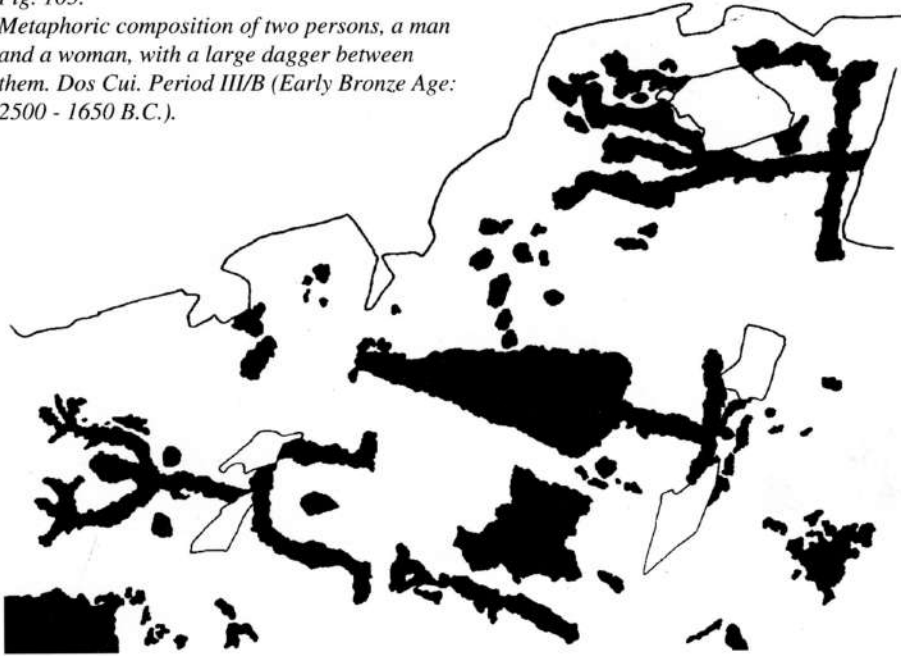 Fig. 165.
Metaphoric composition of two persons, a man
and a woman, with a large dagger between
them. Dos Cui. Period III/B (Early Bronze Age:
2500 - 1650 B.C.).